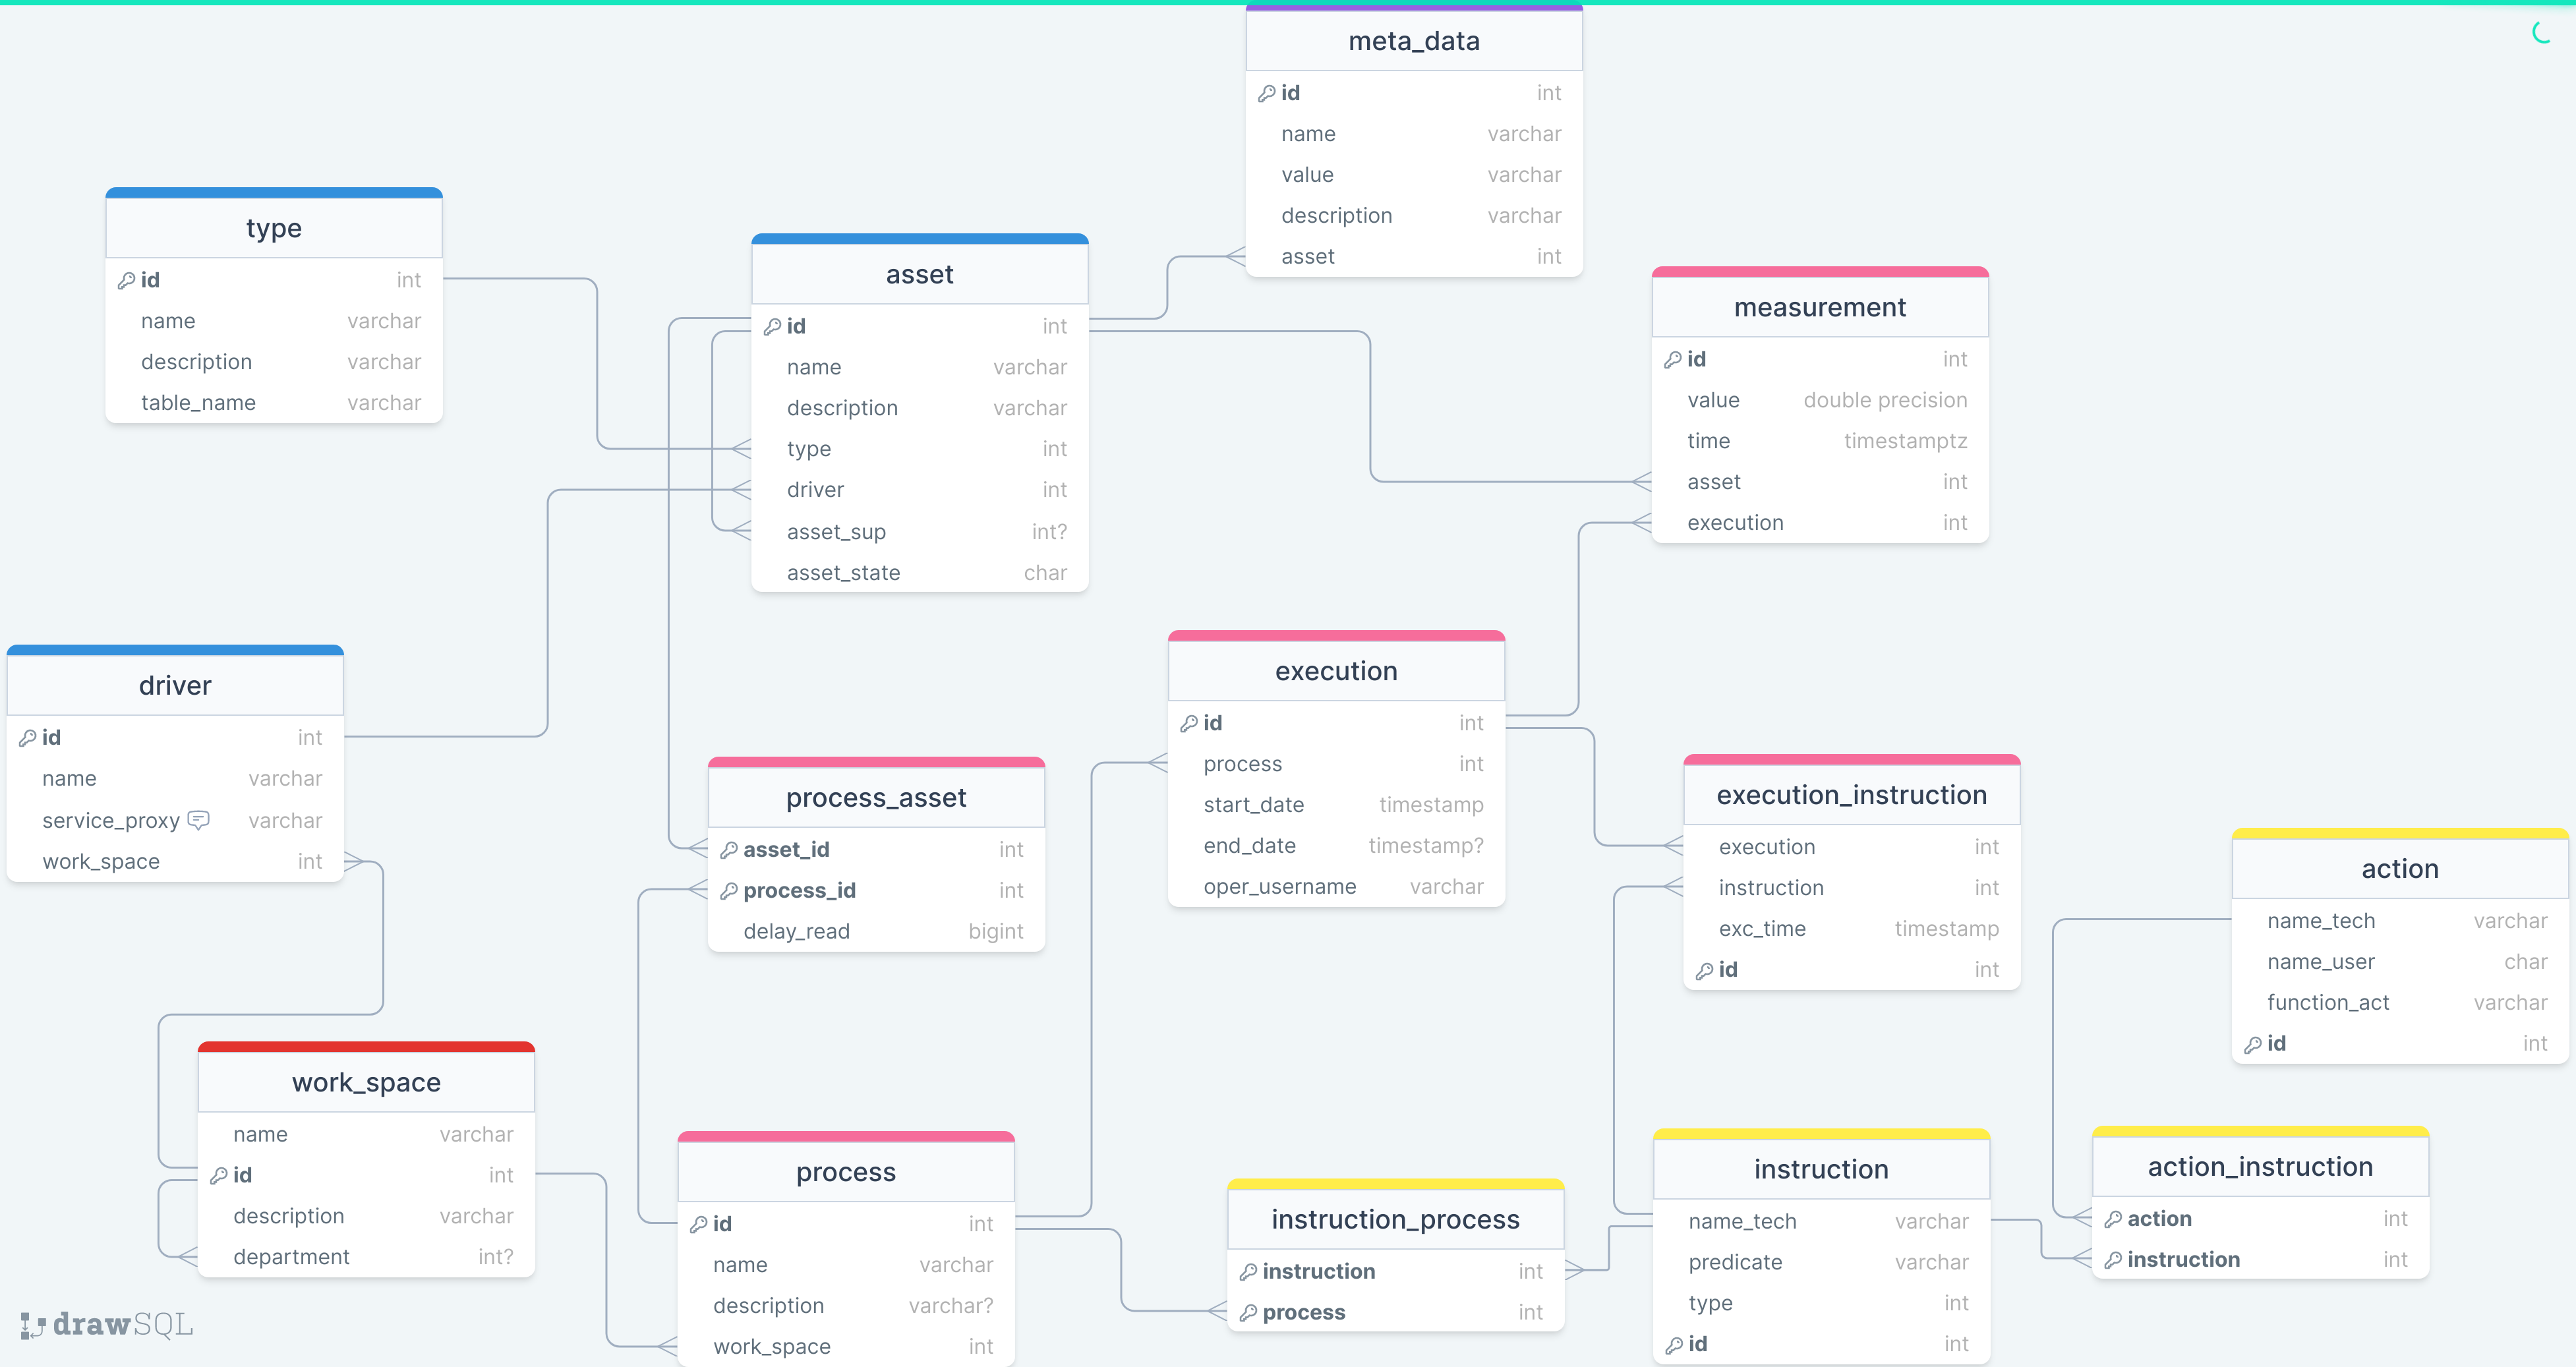 meta_data
id int
name varchar
value varchar
description varchar
asset int
type
id int
name varchar
description varchar
table_name varchar
asset
id int
name varchar
description varchar
type int
driver int
asset_sup int?
asset_state char
measurement
id int
value double precision
time timestamptz
asset int
execution int
driver
id int
name varchar
service_proxy varchar
work_space int
execution
id int
process int
start_date timestamp
end_date timestamp?
oper_username varchar
process_asset
asset_id int
process_id int
delay_read bigint
execution_instruction
execution int
instruction int
exc_time timestamp
id int
action
name_tech varchar
name_user char
function_act varchar
id int
work_space
name varchar
id int
description varchar
department int?
process
id int
name varchar
description varchar?
work_space int
instruction_process
instruction int
process int
instruction
name_tech varchar
predicate varchar
type int
id int
action_instruction
action int
instruction int
drawSQL